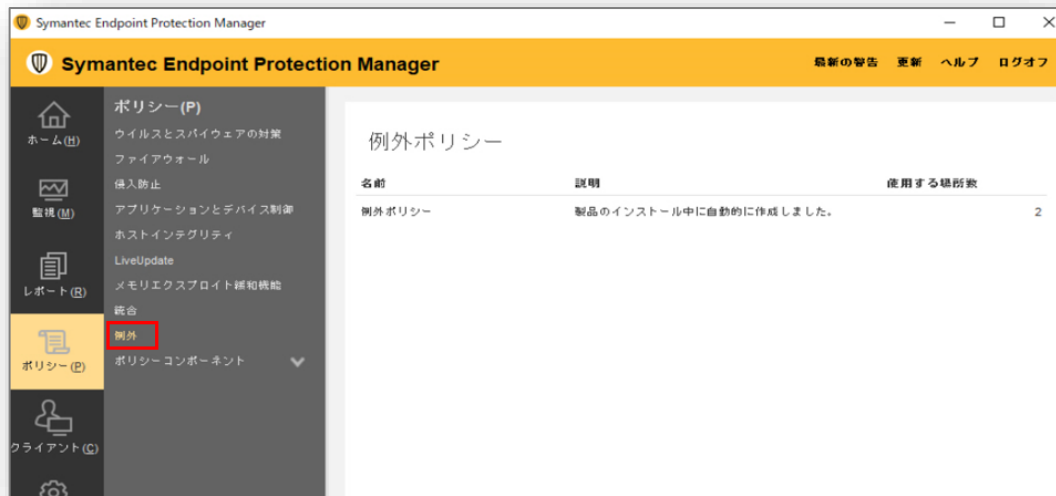 Symantec Endpoint Protection Manager
Symantec Endpoint Protection Manager
最新の警告 更新 ヘルプ ログオフ
ホーム(H)
監視(M)
レポート(R)
ポリシー(P)
クライアント(C)
ポリシー(P)
ウイルスとスパイウェアの対策
ファイアウォール
侵入防止
アプリケーションとデバイス制御
ホストインテグリティ
LiveUpdate
メモリエクスプロイト緩和機能
統合
例外
ポリシーコンポーネント
例外ポリシー
名前 説明 使用する場所数
例外ポリシー 製品のインストール中に自動的に作成しました。 2